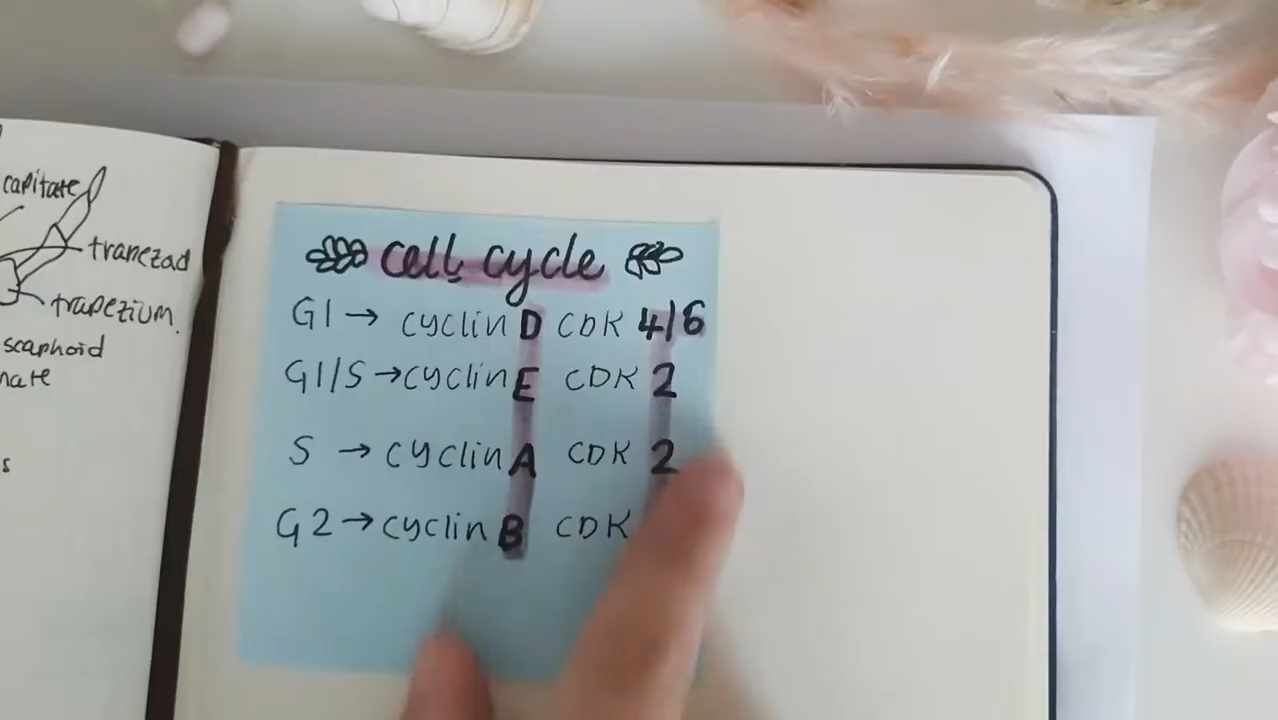 capitate
tranezad
trapezium.
scaphoid
nate
s
cell cycle
G1 → cyclin D CDK 4/6
G1/S → cyclin E CDK 2
S → cyclin A CDK 2
G2 → cyclin B CDK